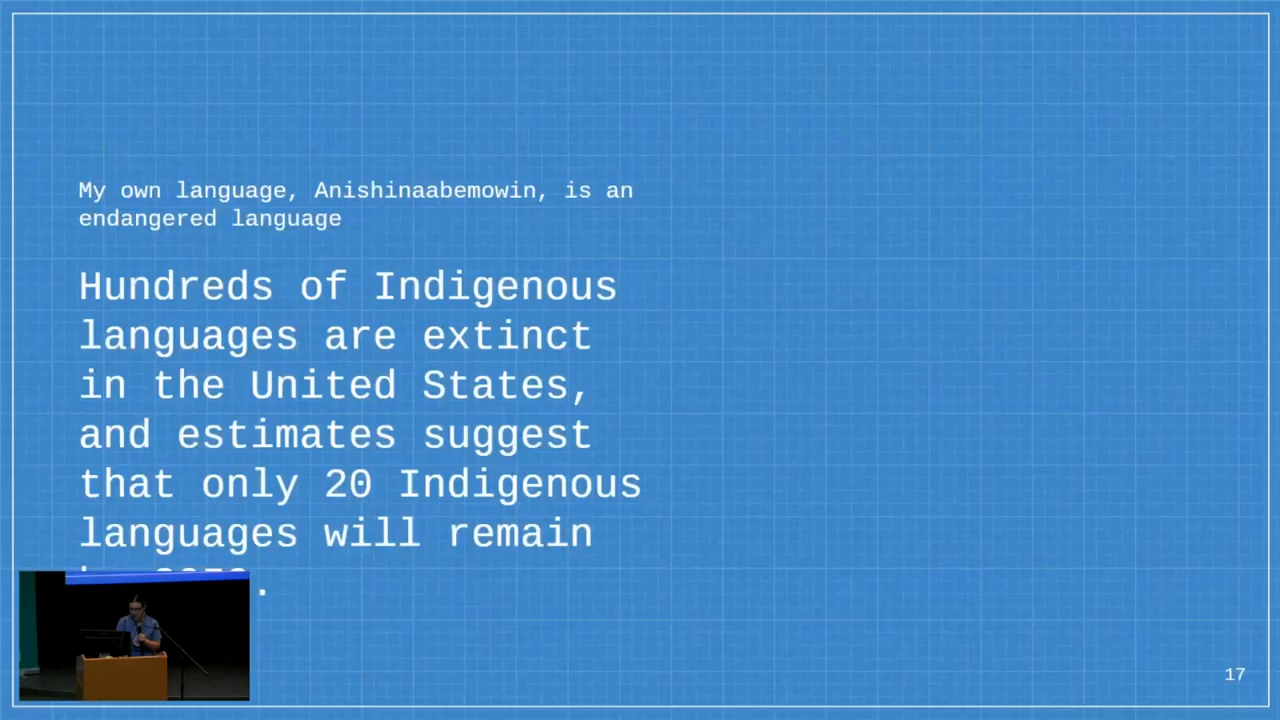 My own language, Anishinaabemowin, is an
endangered language
Hundreds of Indigenous
languages are extinct
in the United States,
and estimates suggest
that only 20 Indigenous
languages will remain
17